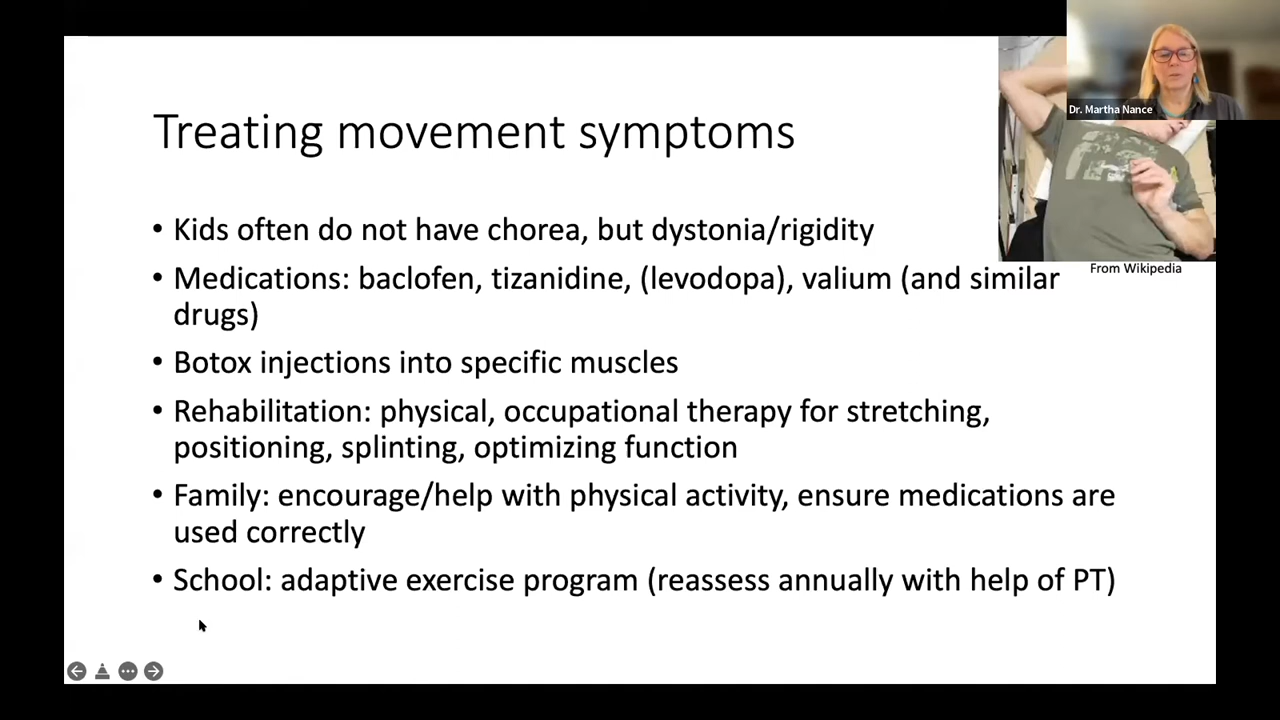 Dr. Martha Nance
Treating movement symptoms
From Wikipedia
• Kids often do not have chorea, but dystonia/rigidity
• Medications: baclofen, tizanidine, (levodopa), valium (and similar
drugs)
• Botox injections into specific muscles
• Rehabilitation: physical, occupational therapy for stretching,
positioning, splinting, optimizing function
• Family: encourage/help with physical activity, ensure medications are
used correctly
• School: adaptive exercise program (reassess annually with help of PT)